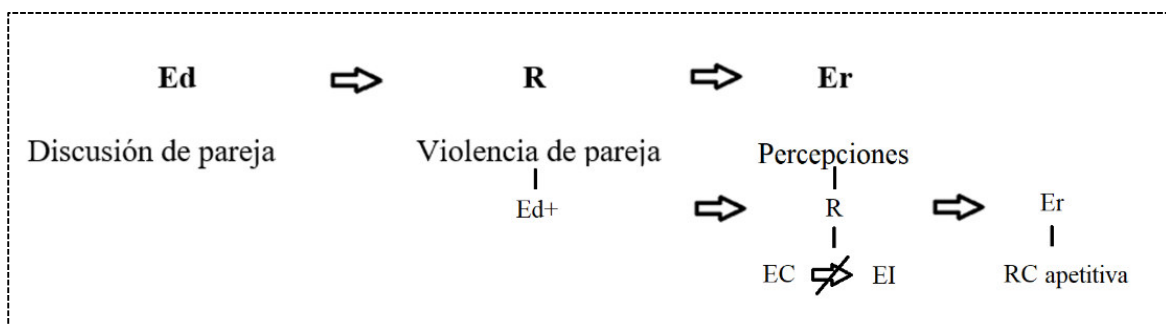 Ed R Er
Discusión de pareja Violencia de pareja Percepciones
Ed+ R Er
EC EI RC apetitiva